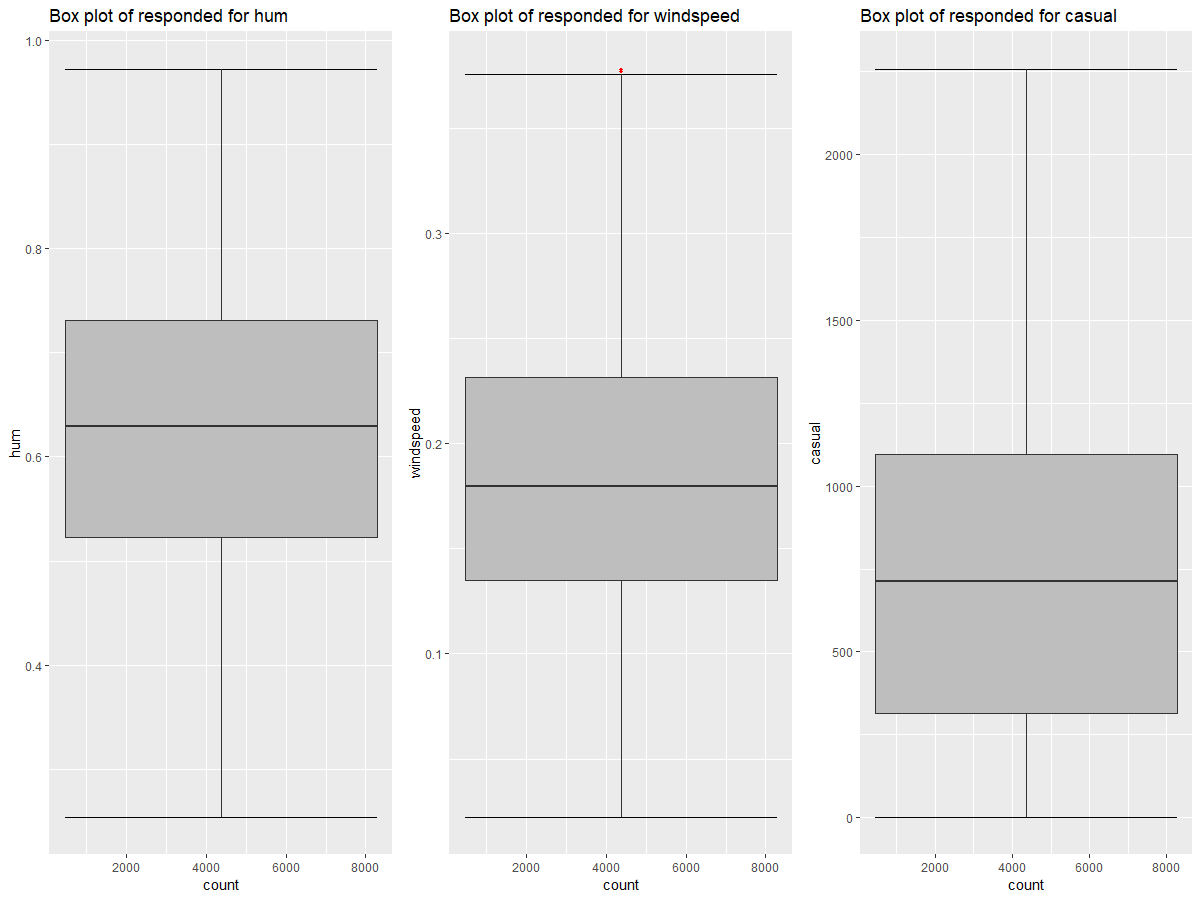 Box plot of responded for hum
1.0
0.8
0.6
0.4
hum
2000 4000 6000 8000
count
Box plot of responded for windspeed
0.3
0.2
0.1
windspeed
2000 4000 6000 8000
count
Box plot of responded for casual
2000
1500
1000
500
0
casual
2000 4000 6000 8000
count